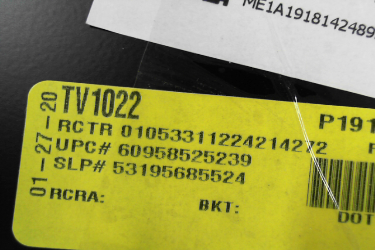 ME1A1918142489
TV1022
P191
RCTR 01053311224214272
UPC# 60958525239
SLP# 53195685524
RCRA:
BKT:
DOT
01-27-20